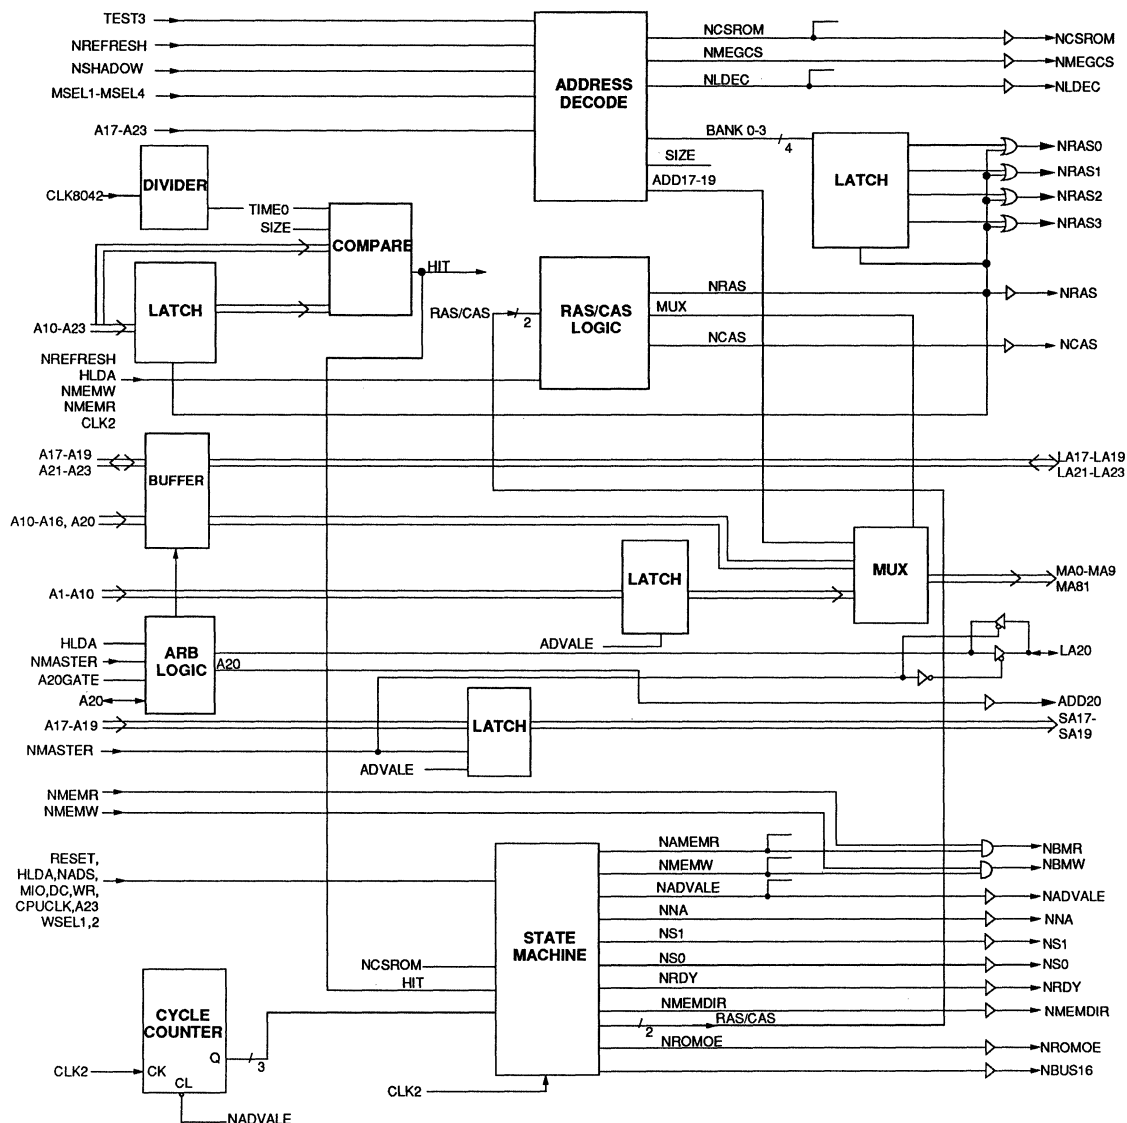 TEST3
NREFRESH
NSHADOW
MSEL1-MSEL4
A17-A23
ADDRESS
DECODE
NCSROM
NMEGCS
NLDEC
BANK 0-3
4
SIZE
ADD17-19
NCSROM
NMEGCS
NLDEC
LATCH
NRAS0
NRAS1
NRAS2
NRAS3
DIVIDER
CLK8042
TIME0
SIZE
COMPARE
HIT
LATCH
A10-A23
RAS/CAS
2
RAS/CAS
LOGIC
NRAS
MUX
NCAS
NRAS
NCAS
NREFRESH
HLDA
NMEMW
NMEMR
CLK2
A17-A19
A21-A23
BUFFER
LA17-LA19
LA21-LA23
A10-A16, A20
MUX
MA0-MA9
MA81
LATCH
A1-A10
ADVALE
HLDA
NMASTER
A20GATE
A20
ARB
LOGIC
A20
LA20
ADD20
A17-A19
LATCH
SA17-
SA19
NMASTER
ADVALE
NMEMR
NMEMW
RESET,
HLDA,NADS,
MIO,DC,WR,
CPUCLK,A23
WSEL1,2
STATE
MACHINE
NCSROM
HIT
CLK2
NAMEMR
NMEMW
NADVALE
NNA
NS1
NS0
NRDY
NMEMDIR
2
RAS/CAS
NROMOE
NBMR
NBMW
NADVALE
NNA
NS1
NS0
NRDY
NMEMDIR
NROMOE
NBUS16
CYCLE
COUNTER
Q
3
CLK2
CK
CL
NADVALE